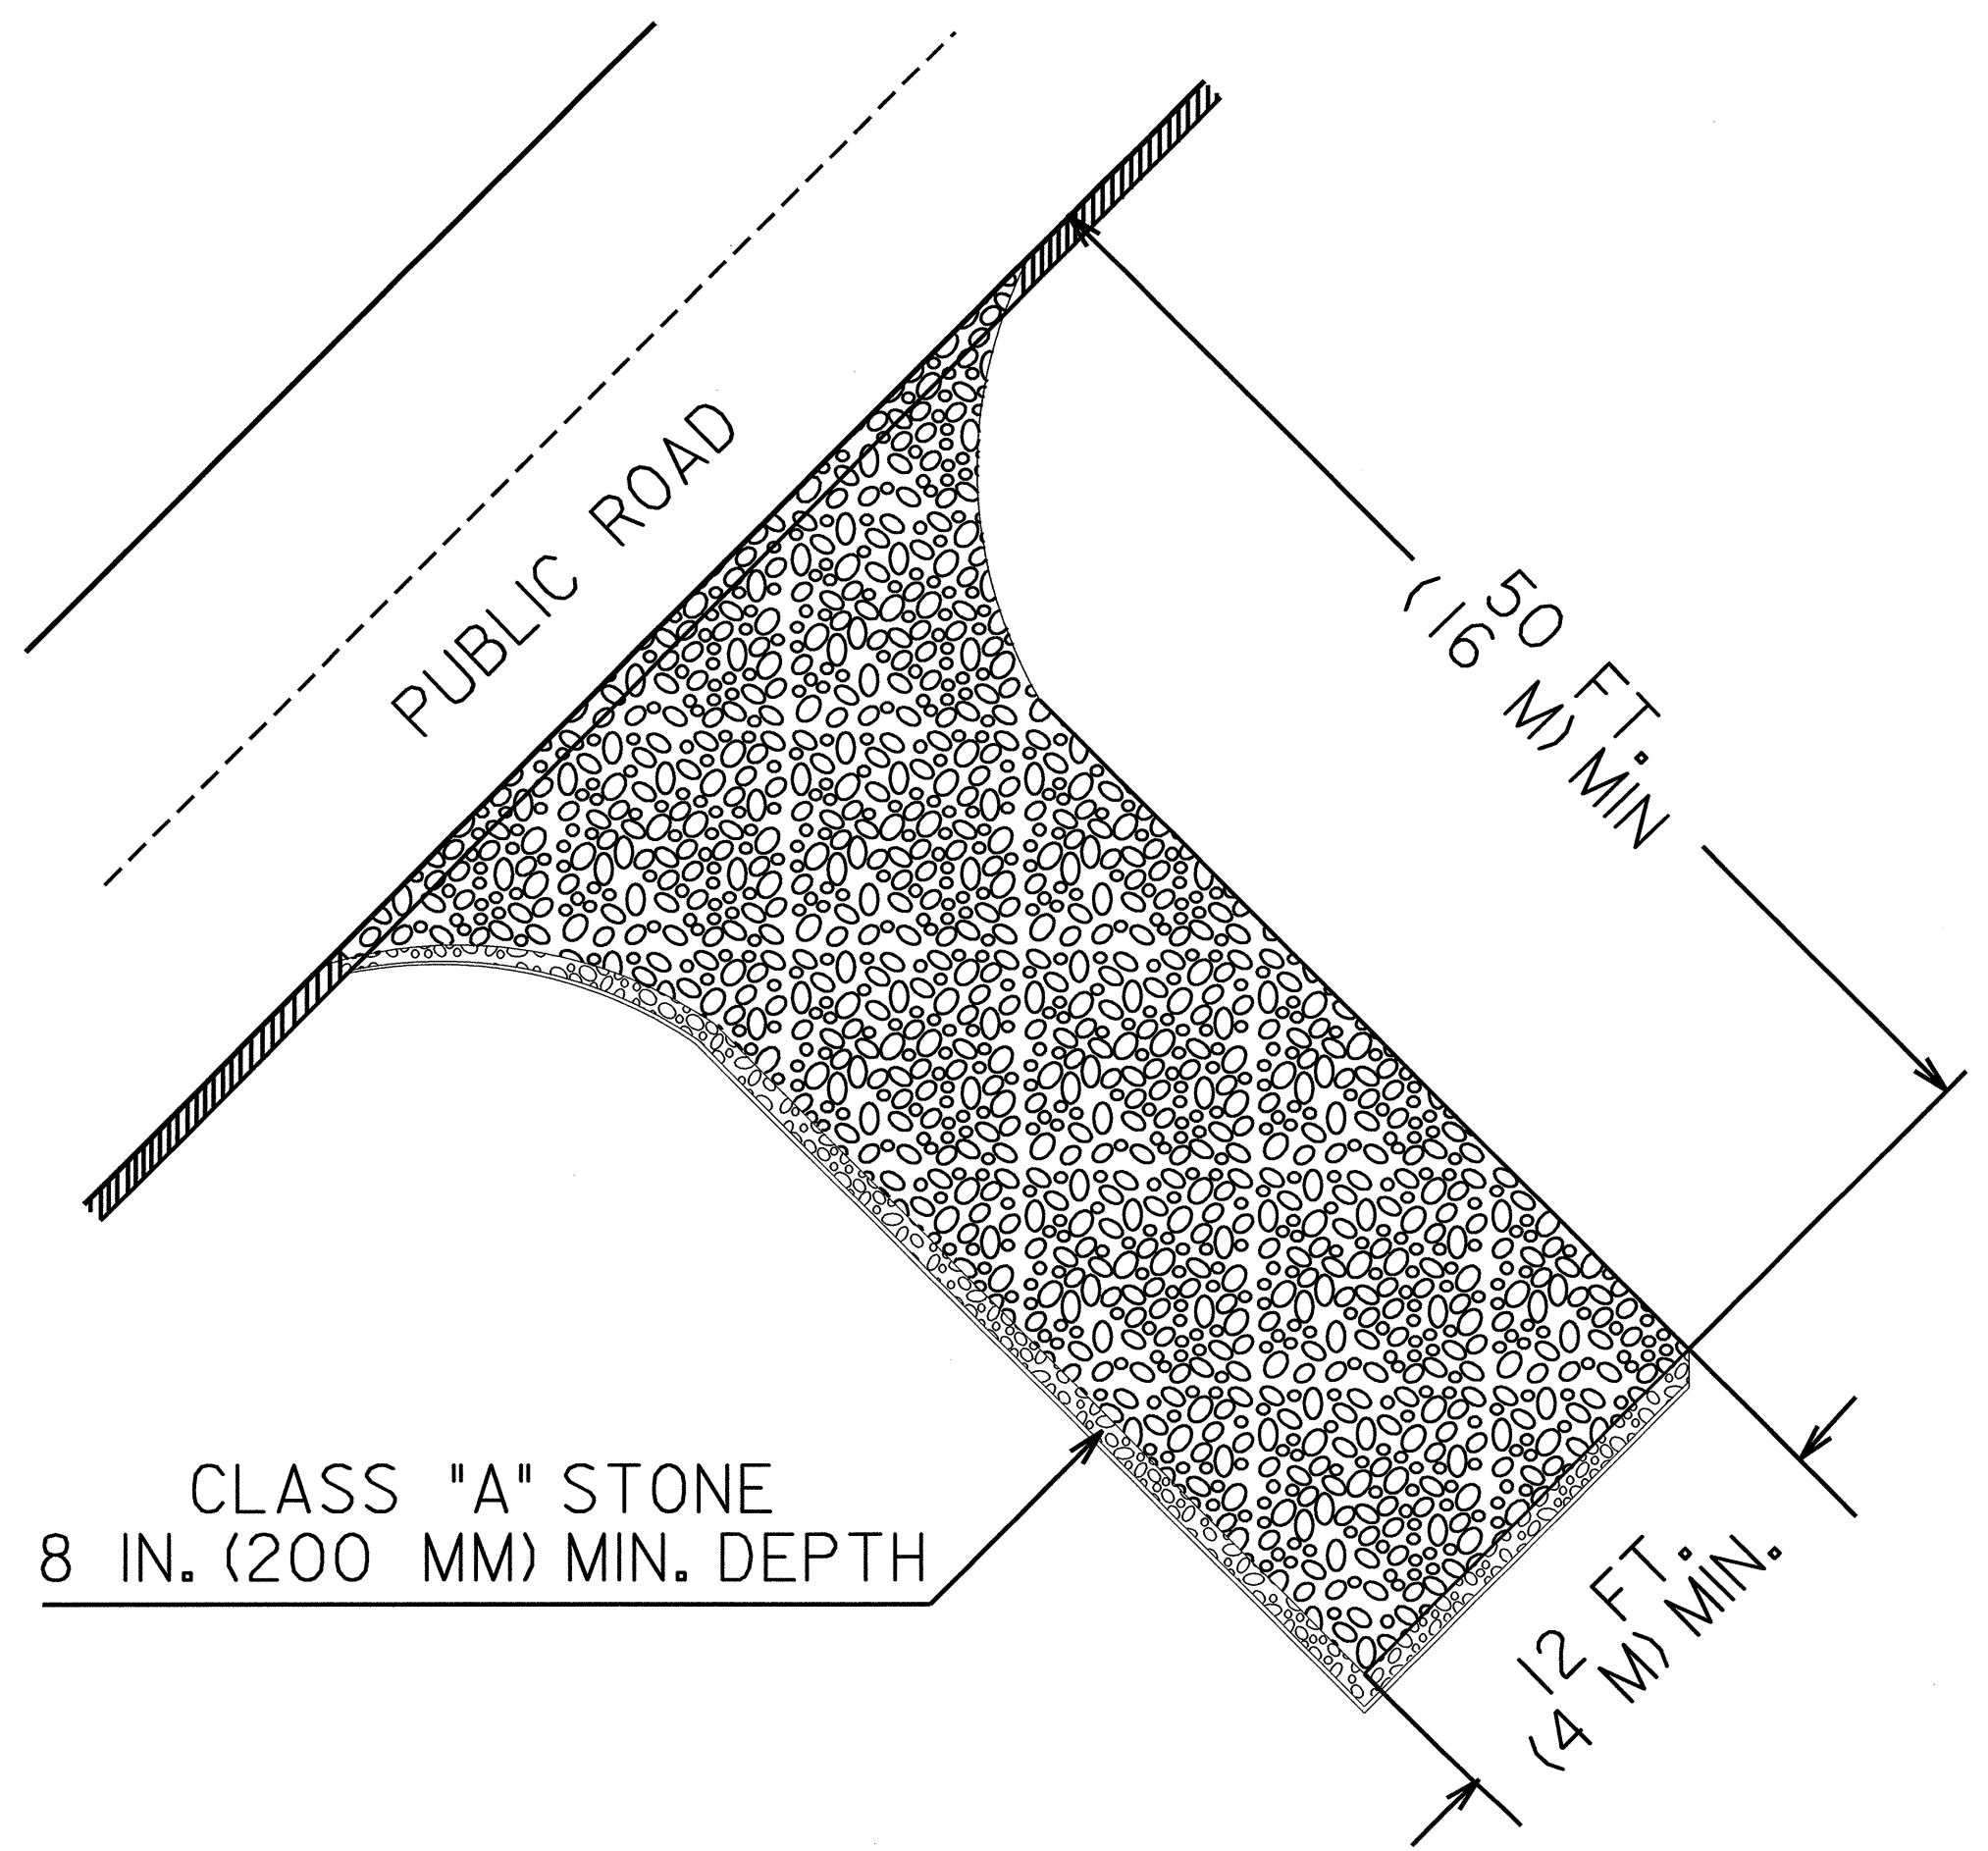 PUBLIC ROAD
50 FT.
(16 M) MIN
CLASS "A" STONE
8 IN. (200 MM) MIN. DEPTH
12 FT.
(4 M) MIN.